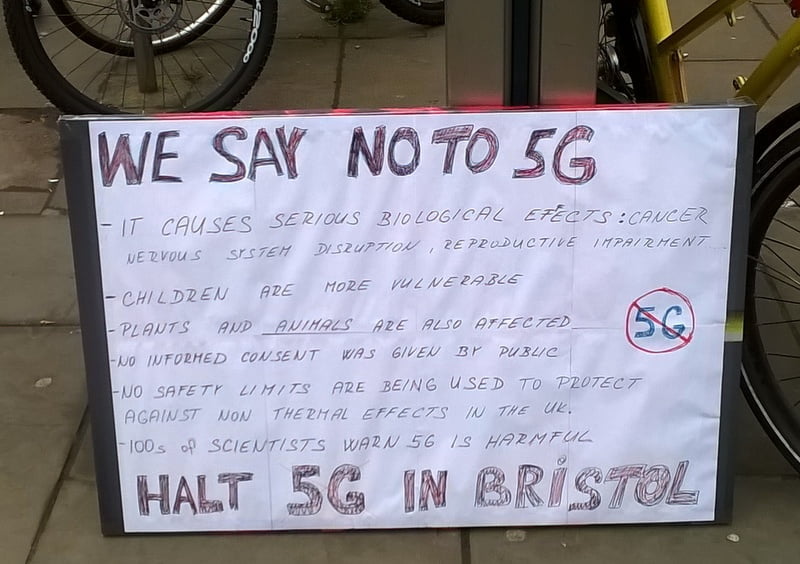 WE SAY NO TO 5G
- IT CAUSES SERIOUS BIOLOGICAL EFECTS: CANCER
NERVOUS SYSTEM DISRUPTION, REPRODUCTIVE IMPAIRMENT
- CHILDREN ARE MORE VULNERABLE
- PLANTS AND ANIMALS ARE ALSO AFFECTED
5G
- NO INFORMED CONSENT WAS GIVEN BY PUBLIC
- NO SAFETY LIMITS ARE BEING USED TO PROTECT
AGAINST NON THERMAL EFFECTS IN THE UK.
- 100s of SCIENTISTS WARN 5G IS HARMFUL
HALT 5G IN BRiSTOL